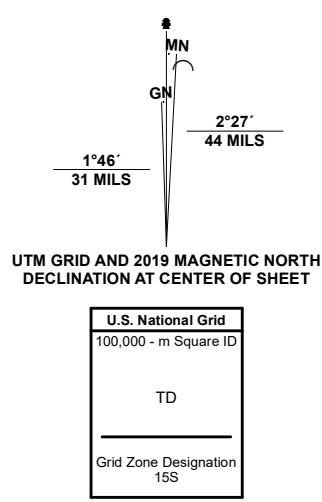 MN
GN
2°27´
44 MILS
1°46´
31 MILS
UTM GRID AND 2019 MAGNETIC NORTH
DECLINATION AT CENTER OF SHEET
U.S. National Grid
100,000 - m Square ID
TD
Grid Zone Designation
15S